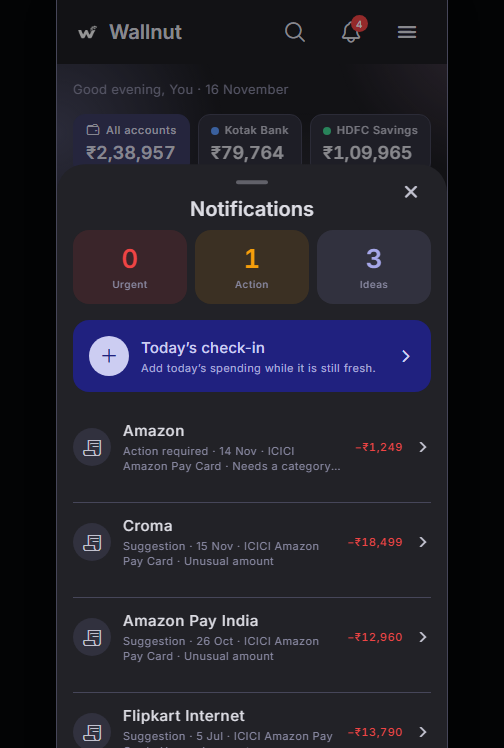 Wallnut
4
Good evening, You · 16 November
All accounts
₹2,38,957
Kotak Bank
₹79,764
HDFC Savings
₹1,09,965
Notifications
0
Urgent
1
Action
3
Ideas
Today's check-in
Add today's spending while it is still fresh.
Amazon
Action required · 14 Nov · ICICI
Amazon Pay Card · Needs a category...
−₹1,249
Croma
Suggestion · 15 Nov · ICICI Amazon
Pay Card · Unusual amount
−₹18,499
Amazon Pay India
Suggestion · 26 Oct · ICICI Amazon
Pay Card · Unusual amount
−₹12,960
Flipkart Internet
Suggestion · 5 Jul · ICICI Amazon Pay
−₹13,790